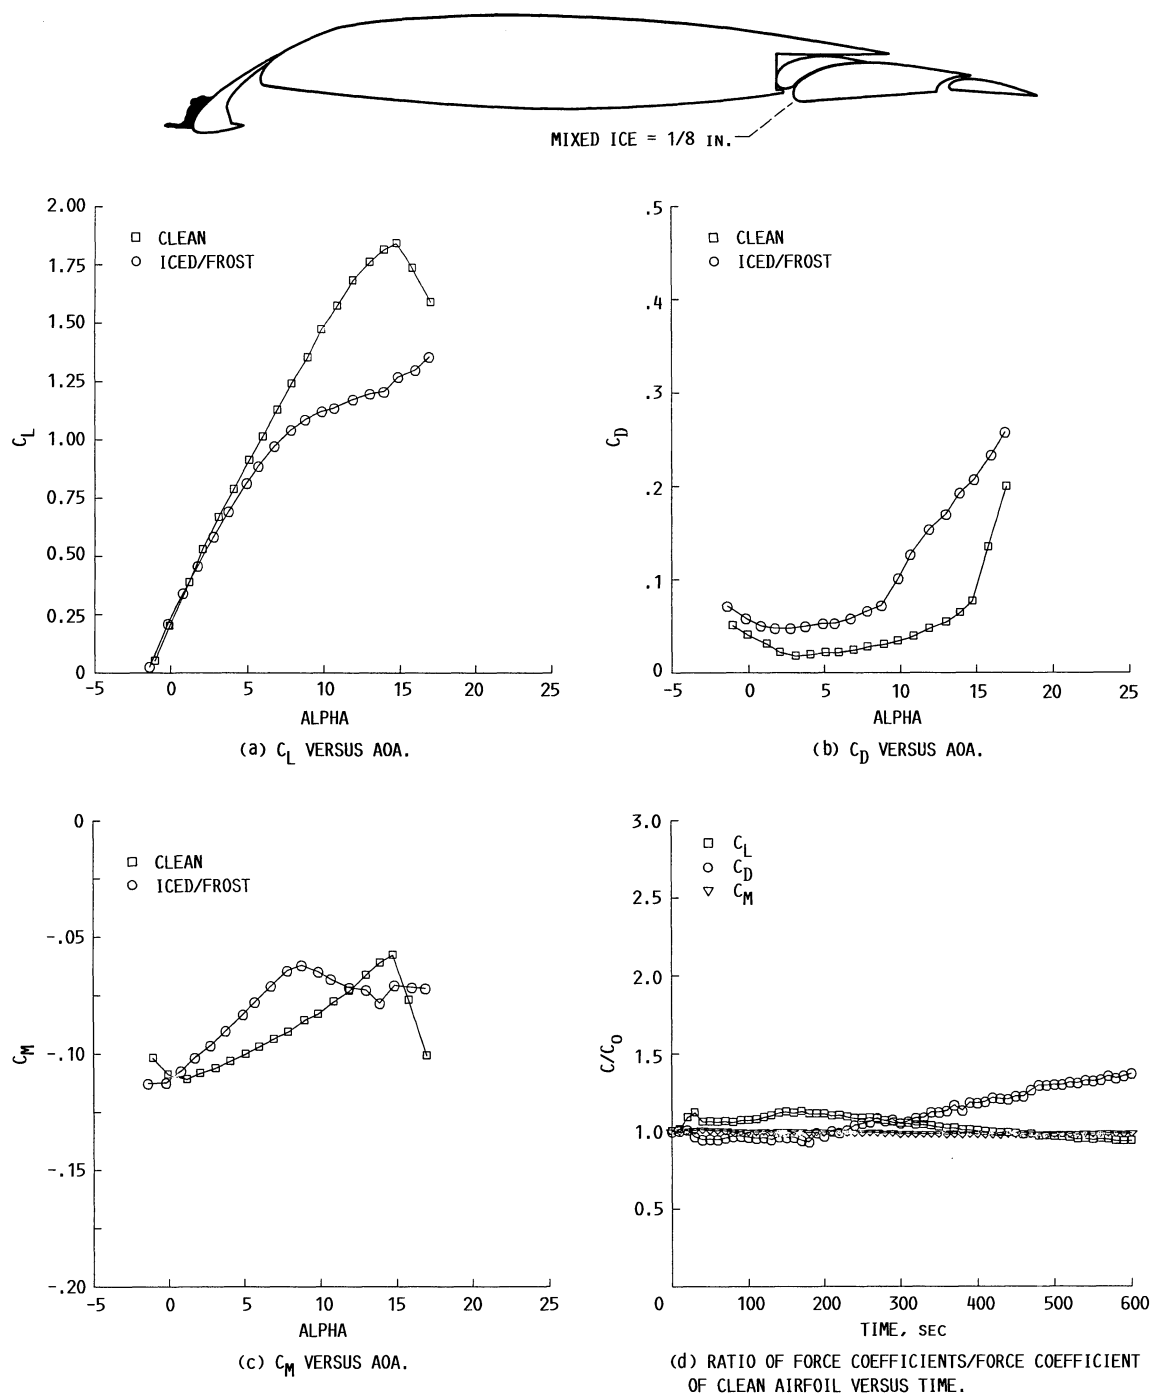 MIXED ICE = 1/8 IN.
2.00
1.75
1.50
1.25
1.00
0.75
0.50
0.25
0
C_L
CLEAN
ICED/FROST
-5 0 5 10 15 20 25
ALPHA
(a) C_L VERSUS AOA.
.5
.4
.3
.2
.1
0
C_D
CLEAN
ICED/FROST
-5 0 5 10 15 20 25
ALPHA
(b) C_D VERSUS AOA.
0
-.05
-.10
-.15
-.20
C_M
CLEAN
ICED/FROST
-5 0 5 10 15 20 25
ALPHA
(c) C_M VERSUS AOA.
3.0
2.5
2.0
1.5
1.0
0.5
C/C_O
C_L
C_D
C_M
0 100 200 300 400 500 600
TIME, SEC
(d) RATIO OF FORCE COEFFICIENTS/FORCE COEFFICIENT
OF CLEAN AIRFOIL VERSUS TIME.